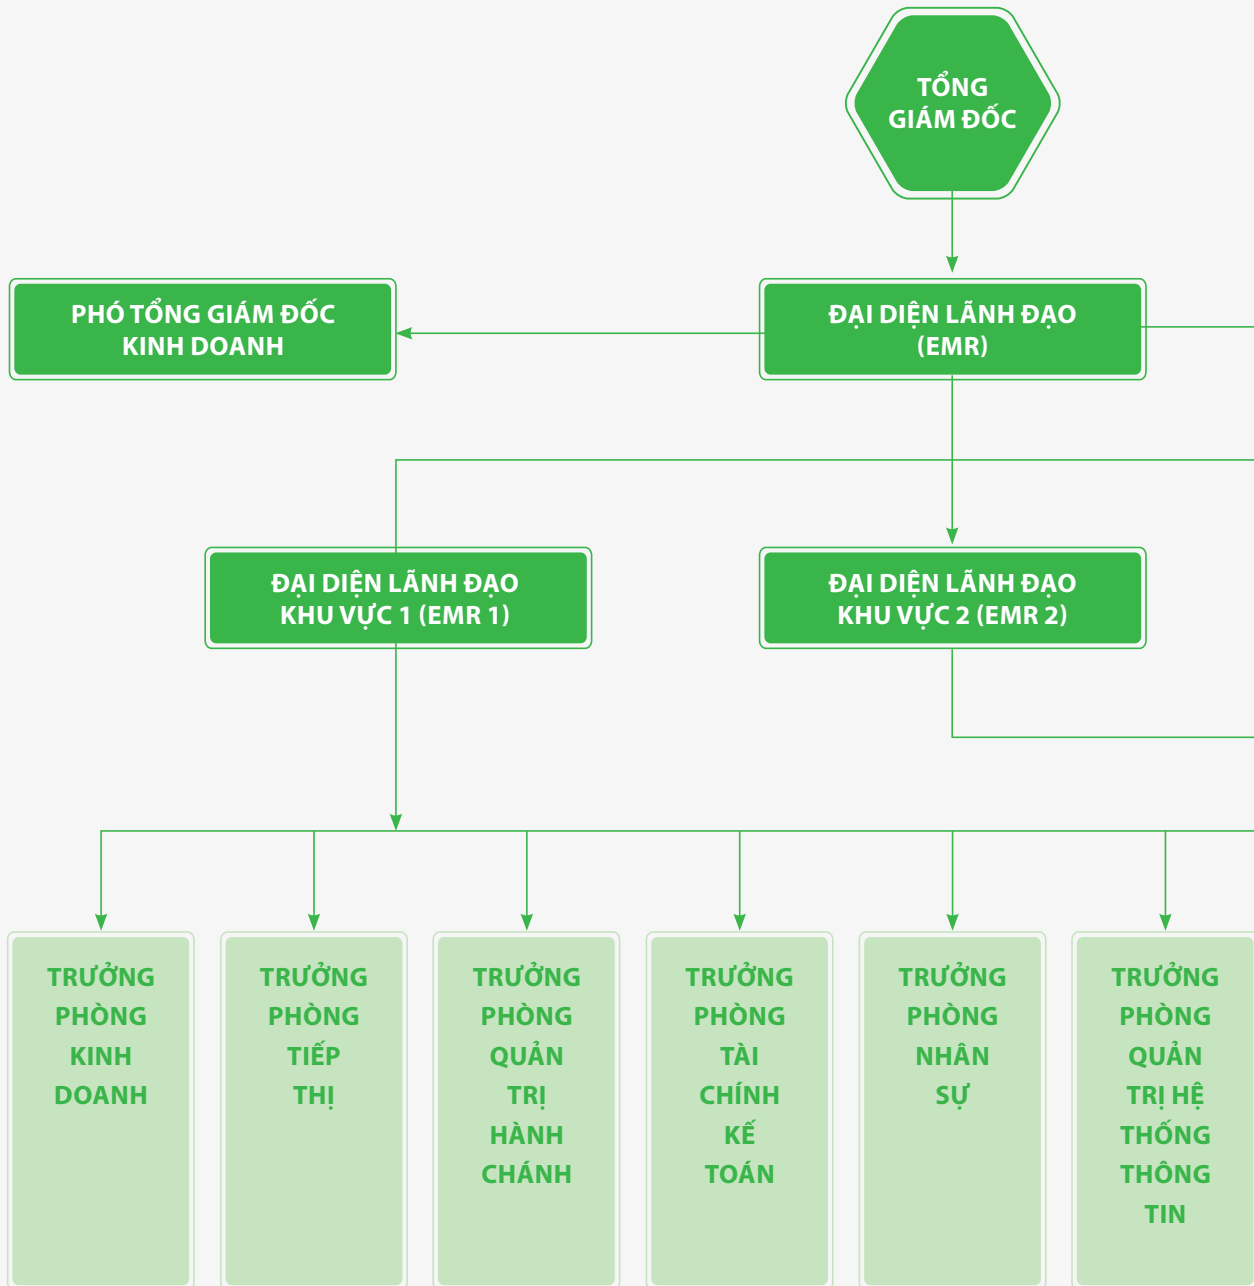 TỔNG
GIÁM ĐỐC
PHÓ TỔNG GIÁM ĐỐC
KINH DOANH
ĐẠI DIỆN LÃNH ĐẠO
(EMR)
ĐẠI DIỆN LÃNH ĐẠO
KHU VỰC 1 (EMR 1)
ĐẠI DIỆN LÃNH ĐẠO
KHU VỰC 2 (EMR 2)
TRƯỞNG
PHÒNG
KINH
DOANH
TRƯỞNG
PHÒNG
TIẾP
THỊ
TRƯỞNG
PHÒNG
QUẢN
TRỊ
HÀNH
CHÁNH
TRƯỞNG
PHÒNG
TÀI
CHÍNH
KẾ
TOÁN
TRƯỞNG
PHÒNG
NHÂN
SỰ
TRƯỞNG
PHÒNG
QUẢN
TRỊ HỆ
THỐNG
THÔNG
TIN